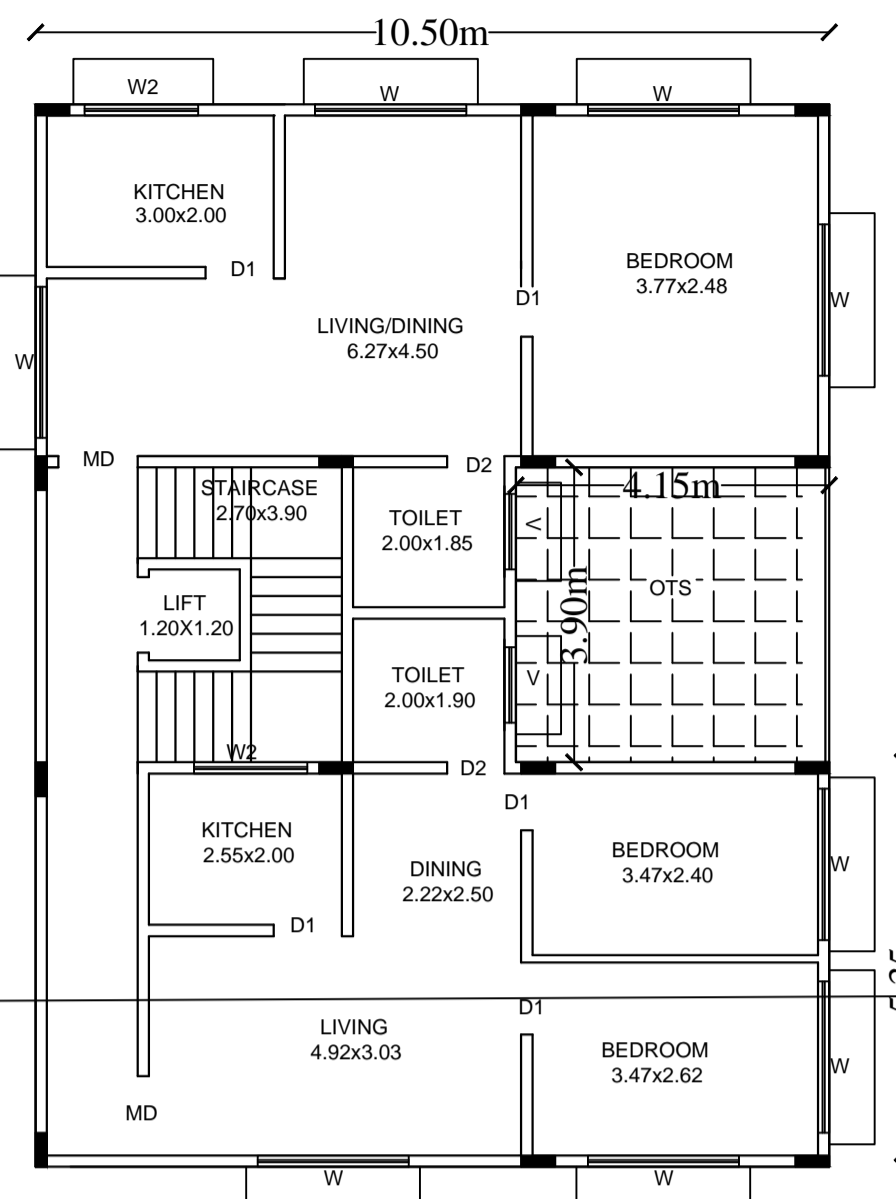 10.50m
W2
W
W
KITCHEN
3.00x2.00
D1
BEDROOM
3.77x2.48
D1
W
LIVING/DINING
6.27x4.50
W
MD
D2
STAIRCASE
2.70x3.90
4.15m
TOILET
2.00x1.85
V
OTS
3.90m
LIFT
1.20X1.20
TOILET
2.00x1.90
V
W2
D2
D1
KITCHEN
2.55x2.00
BEDROOM
3.47x2.40
W
DINING
2.22x2.50
D1
D1
LIVING
4.92x3.03
BEDROOM
3.47x2.62
W
MD
W
W